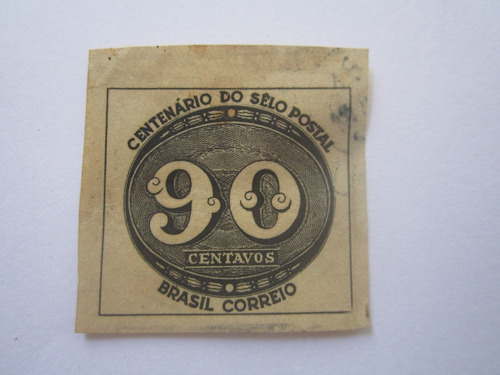 CENTENÁRIO DO SÊLO POSTAL
90
CENTAVOS
BRASIL CORREIO